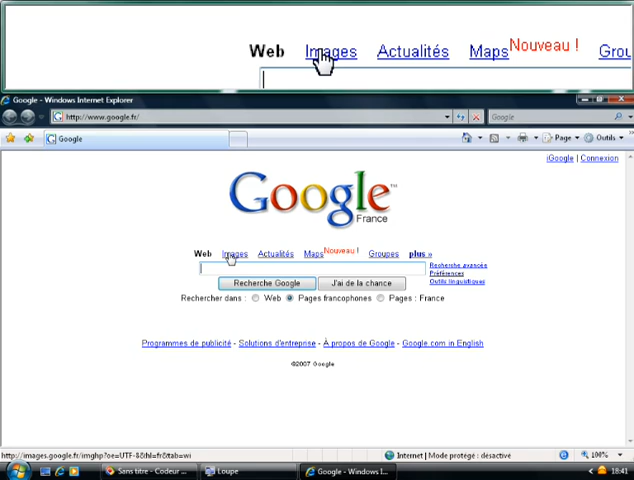 Web Images Actualités Maps Nouveau ! Grou
Google - Windows Internet Explorer
http://www.google.fr/ Google
Google Page Outils
iGoogle | Connexion
Google™
France
Web Images Actualités Maps Nouveau ! Groupes plus »
Recherche avancée
Préférences
Outils linguistiques
Recherche Google J'ai de la chance
Rechercher dans : Web Pages francophones Pages : France
Programmes de publicité - Solutions d'entreprise - À propos de Google - Google.com in English
©2007 Google
http://images.google.fr/imghp?oe=UTF-8&hl=fr&tab=wi Internet | Mode protégé : désactivé 100%
Sans titre - Codeur ... Loupe Google - Windows I... 18:41